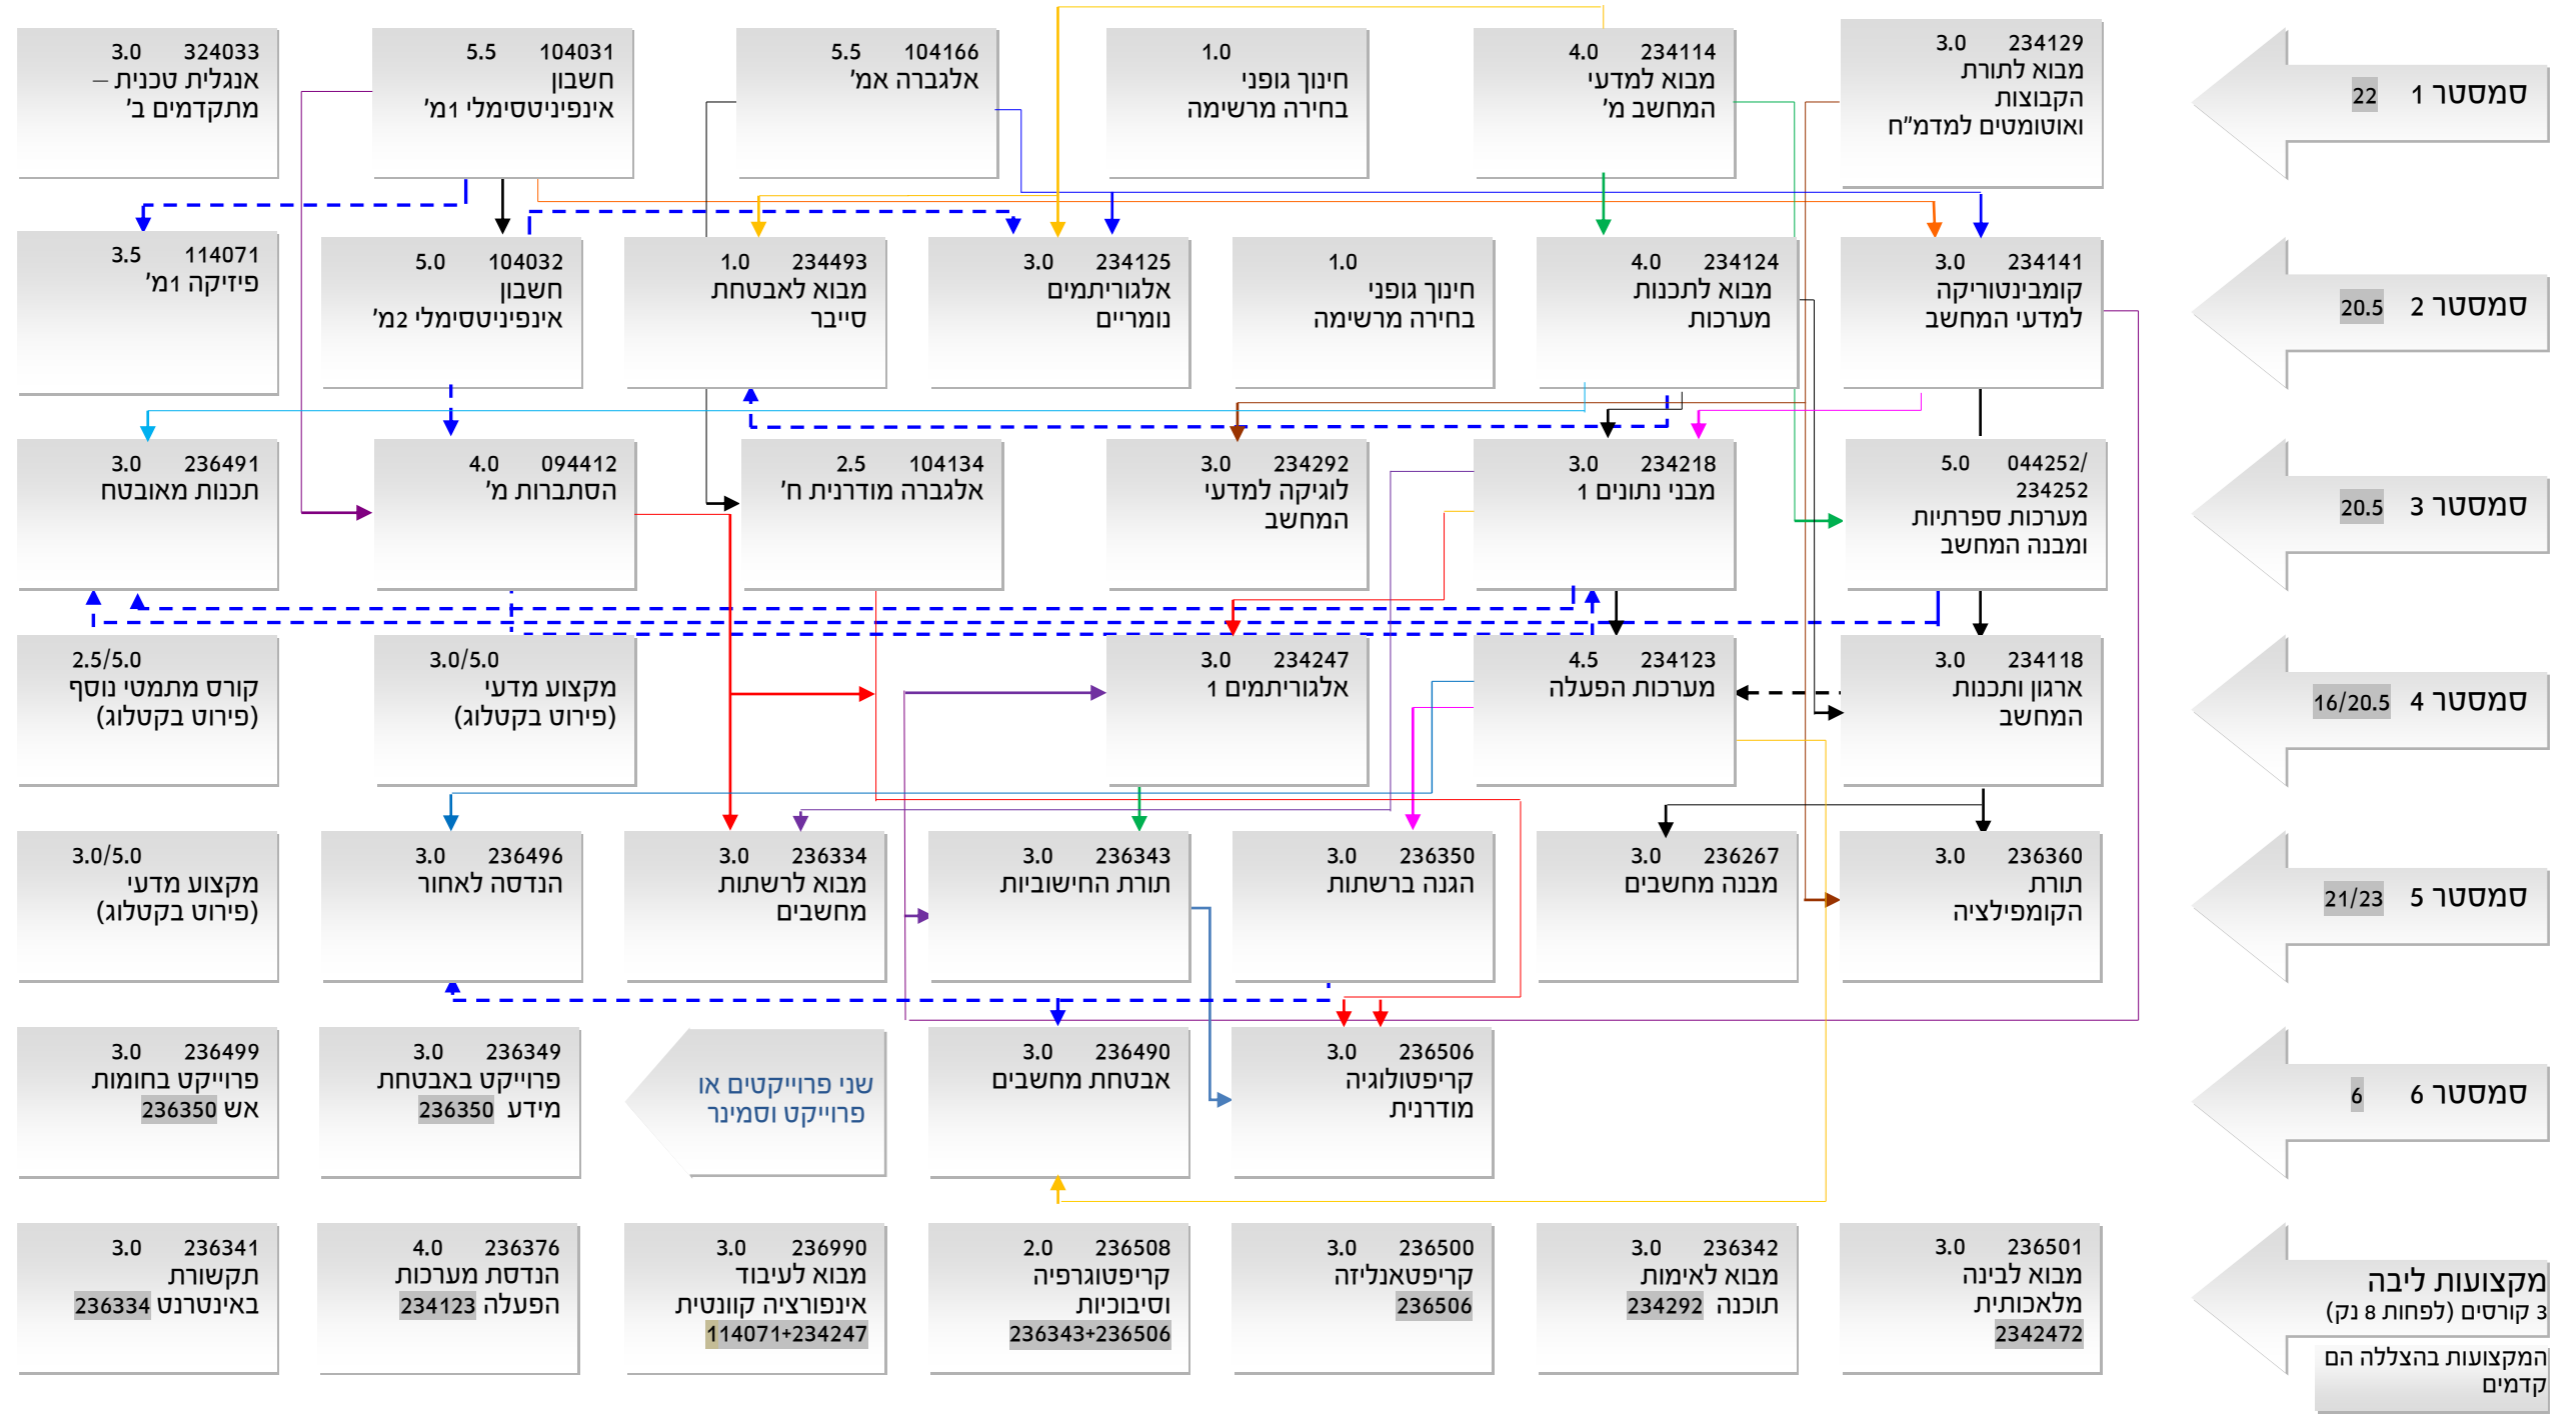 סמסטר 1 22
234129 3.0
מבוא לתורת
הקבוצות
ואוטומטים למדמ"ח
234114 4.0
מבוא למדעי
המחשב מ'
1.0
חינוך גופני
בחירה מרשימה
104166 5.5
אלגברה אמ'
104031 5.5
חשבון
אינפיניטסימלי 1מ'
324033 3.0
אנגלית טכנית –
מתקדמים ב'
סמסטר 2 20.5
234141 3.0
קומבינטוריקה
למדעי המחשב
234124 4.0
מבוא לתכנות
מערכות
1.0
חינוך גופני
בחירה מרשימה
234125 3.0
אלגוריתמים
נומריים
234493 1.0
מבוא לאבטחת
סייבר
104032 5.0
חשבון
אינפיניטסימלי 2מ'
114071 3.5
פיזיקה 1מ'
סמסטר 3 20.5
044252/ 5.0
234252
מערכות ספרתיות
ומבנה המחשב
234218 3.0
מבני נתונים 1
234292 3.0
לוגיקה למדעי
המחשב
104134 2.5
אלגברה מודרנית ח'
094412 4.0
הסתברות מ'
236491 3.0
תכנות מאובטח
סמסטר 4 16/20.5
234118 3.0
ארגון ותכנות
המחשב
234123 4.5
מערכות הפעלה
234247 3.0
אלגוריתמים 1
3.0/5.0
מקצוע מדעי
(פירוט בקטלוג)
2.5/5.0
קורס מתמטי נוסף
(פירוט בקטלוג)
סמסטר 5 21/23
236360 3.0
תורת
הקומפילציה
236267 3.0
מבנה מחשבים
236350 3.0
הגנה ברשתות
236343 3.0
תורת החישוביות
236334 3.0
מבוא לרשתות
מחשבים
236496 3.0
הנדסה לאחור
3.0/5.0
מקצוע מדעי
(פירוט בקטלוג)
סמסטר 6 6
236506 3.0
קריפטולוגיה
מודרנית
236490 3.0
אבטחת מחשבים
שני פרוייקטים או
פרוייקט וסמינר
236349 3.0
פרוייקט באבטחת
מידע 236350
236499 3.0
פרוייקט בחומות
אש 236350
מקצועות ליבה
3 קורסים (לפחות 8 נק)
המקצועות בהצללה הם
קדמים
236501 3.0
מבוא לבינה
מלאכותית
2342472
236342 3.0
מבוא לאימות
תוכנה 234292
236500 3.0
קריפטאנליזה
236506
236508 2.0
קריפטוגרפיה
וסיבוכיות
236343+236506
236990 3.0
מבוא לעיבוד
אינפורציה קוונטית
114071+234247
236376 4.0
הנדסת מערכות
הפעלה 234123
236341 3.0
תקשורת
באינטרנט 236334